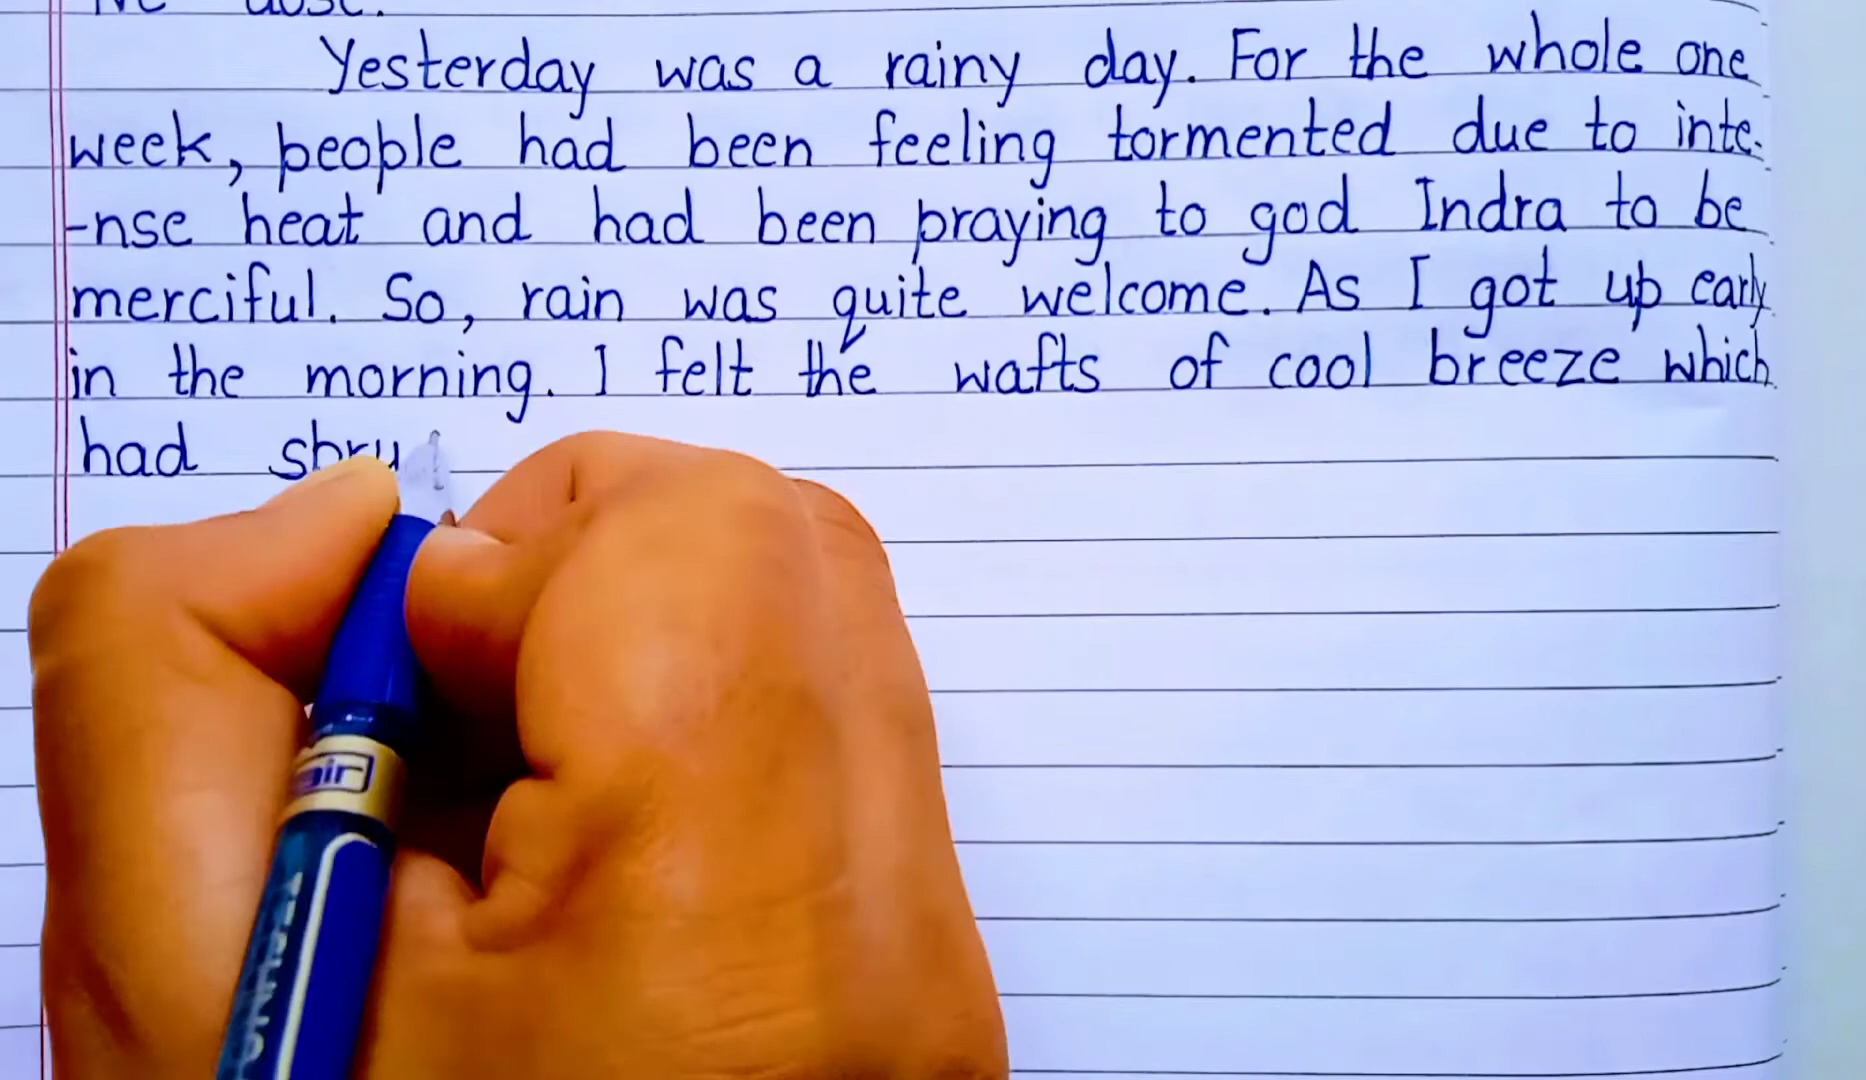 Yesterday was a rainy day. For the whole one
week, people had been feeling tormented due to inte-
-nse heat and had been praying to god Indra to be
merciful. So, rain was quite welcome. As I got up early
in the morning. I felt the wafts of cool breeze which
had spru